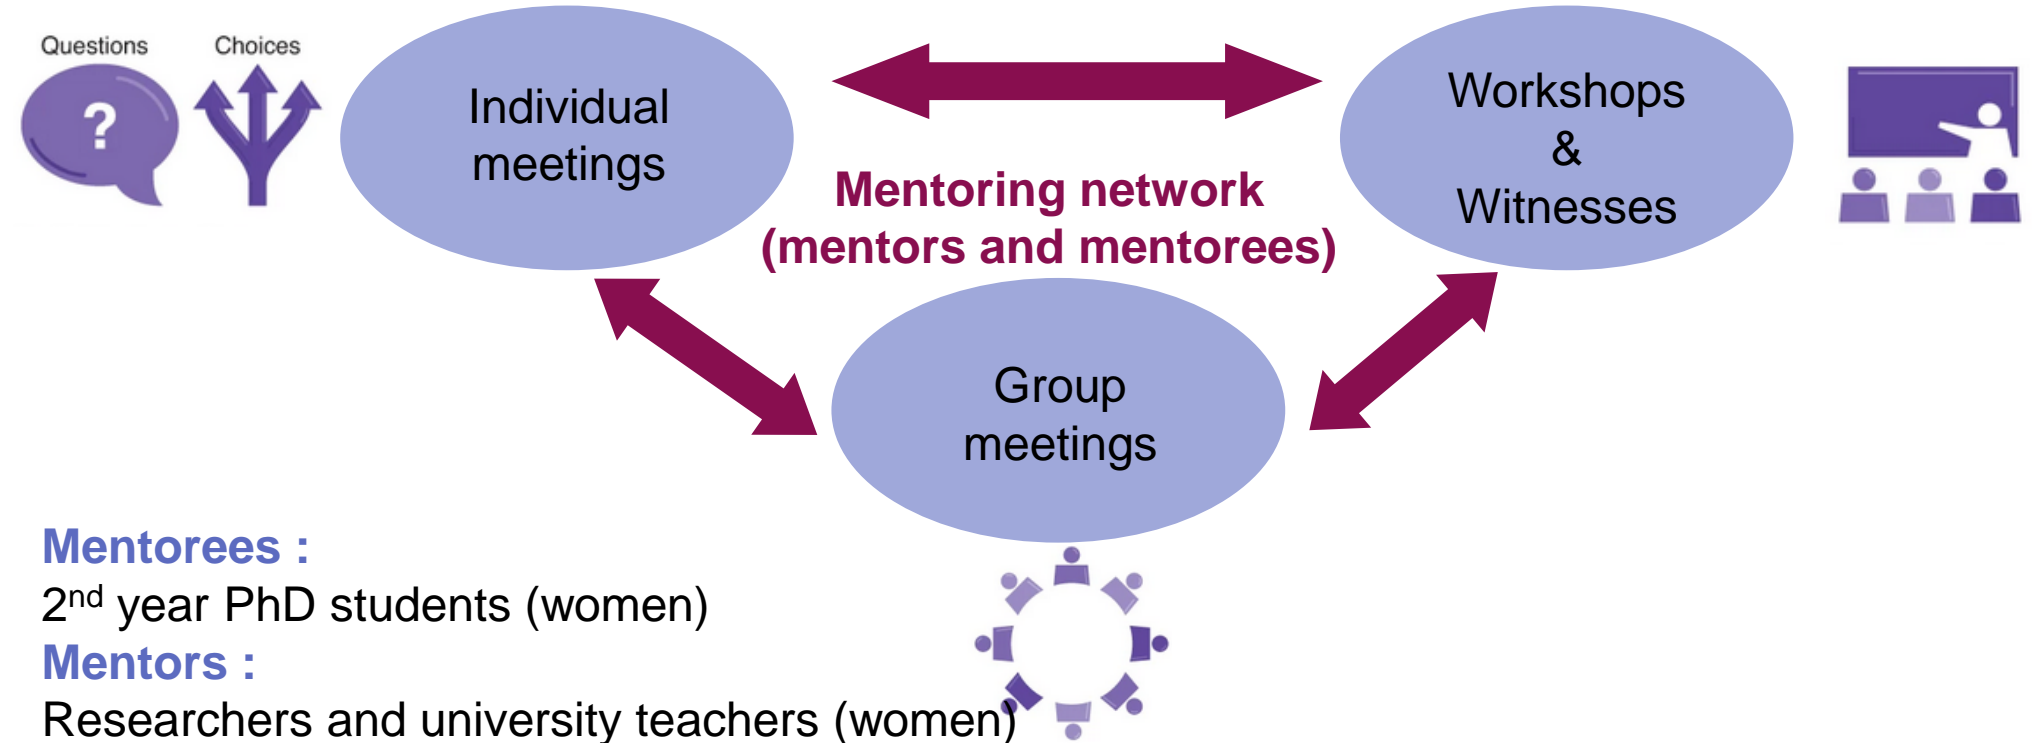 Questions
Choices
?
Individual
meetings
Workshops
&
Witnesses
Mentoring network
(mentors and mentorees)
Group
meetings
Mentorees :
2nd year PhD students (women)
Mentors :
Researchers and university teachers (women)